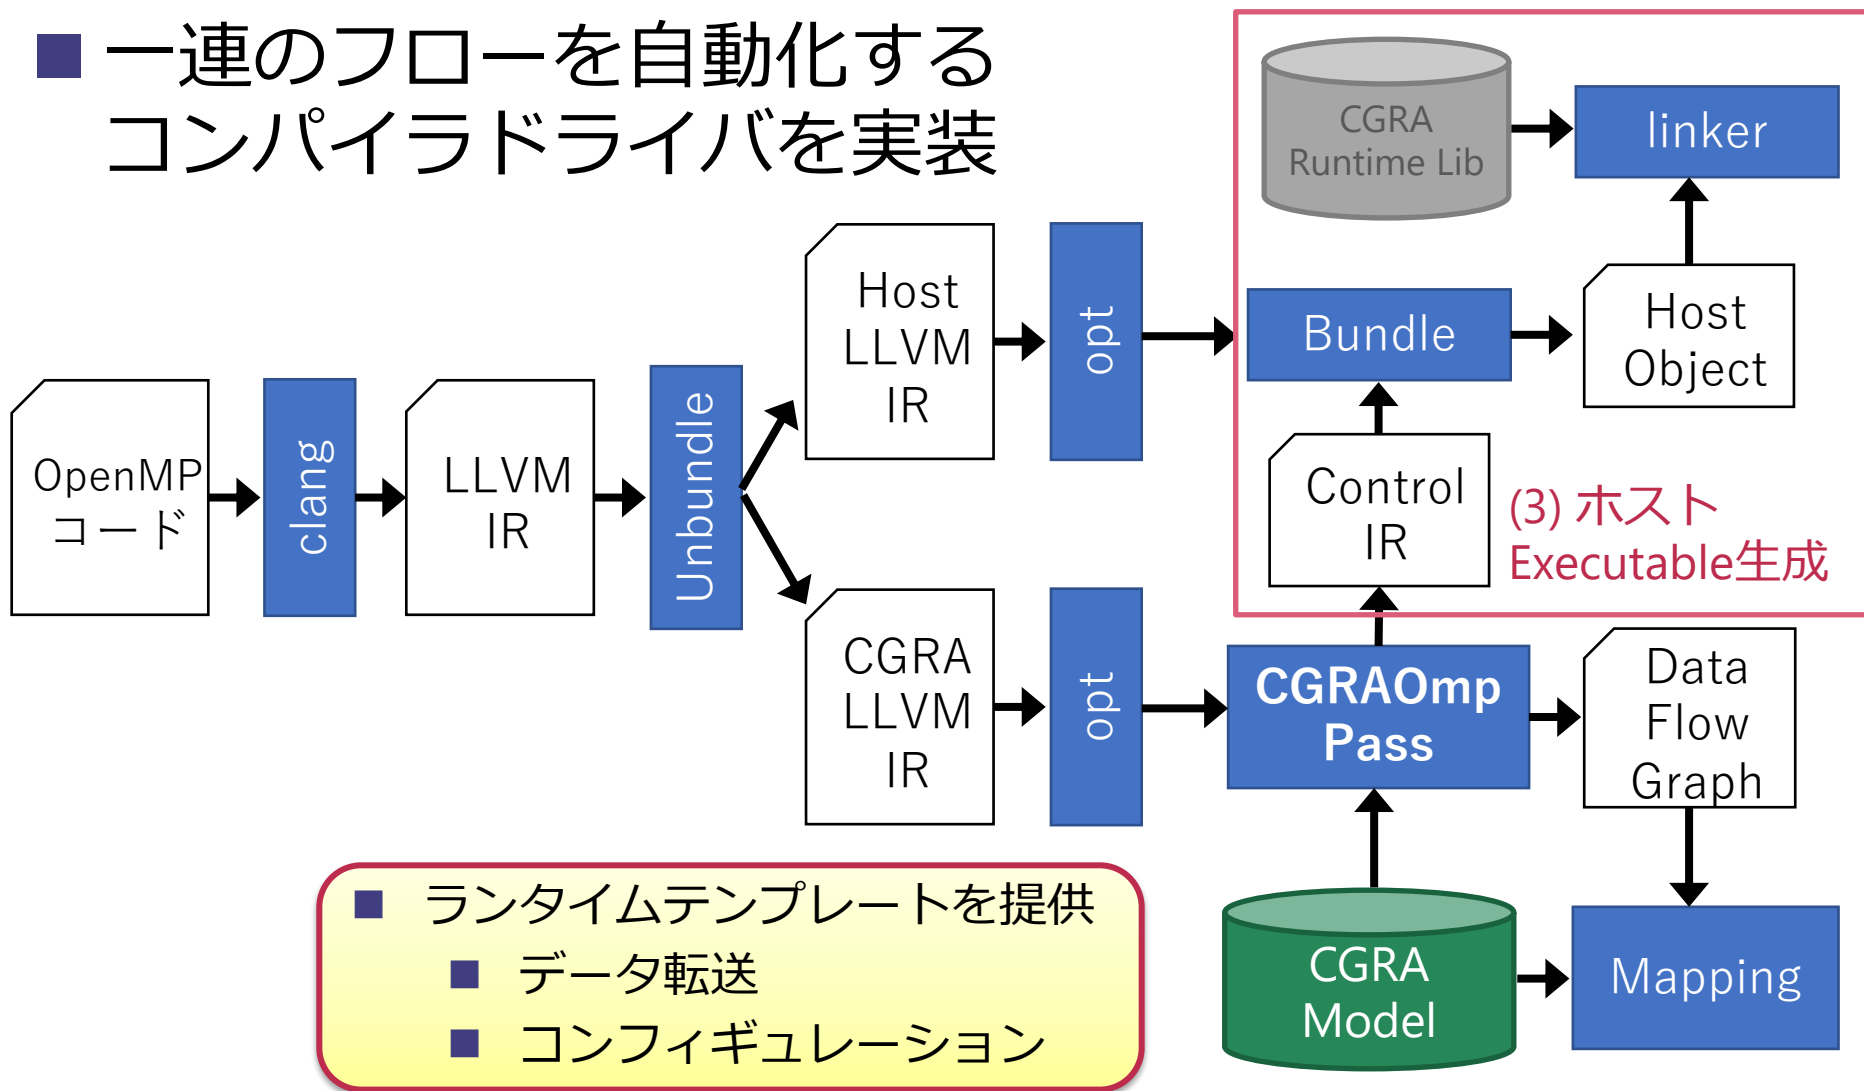 一連のフローを自動化する
コンパイラドライバを実装
CGRA
Runtime Lib
linker
Host
LLVM
IR
opt
Bundle
Host
Object
OpenMP
コード
clang
LLVM
IR
Unbundle
Control
IR
(3) ホスト
Executable生成
CGRA
LLVM
IR
opt
CGRAOmp
Pass
Data
Flow
Graph
ランタイムテンプレートを提供
データ転送
コンフィギュレーション
CGRA
Model
Mapping